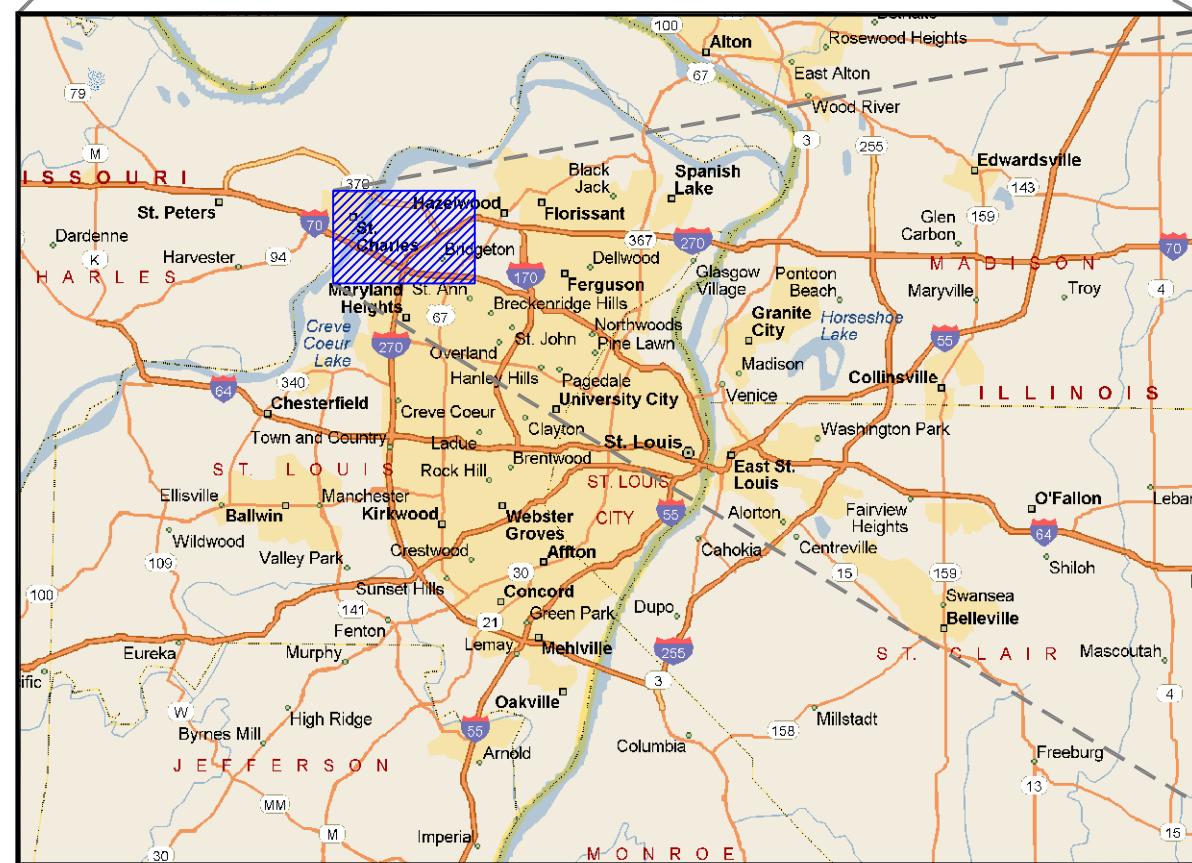 100
Alton
Rosewood Heights
67
East Alton
79
Wood River
3
255
M
Edwardsville
Black
Jack
Spanish
Lake
MISSOURI
370
143
St. Peters
Hazelwood
Florissant
159
70
St.
Charles
Glen
Carbon
Dardenne
367
270
70
Bridgeton
K
Harvester
94
Dellwood
MADISON
HARLES
170
Ferguson
Glasgow
Village
Pontoon
Beach
4
Maryland
Heights
St. Ann
Breckenridge Hills
Maryville
Troy
67
Granite
City
Horseshoe
Lake
Creve
Coeur
Lake
270
St. John
Northwoods
Pine Lawn
55
Overland
Madison
64
340
Hanley Hills
Pagedale
Venice
Collinsville
ILLINOIS
Chesterfield
Creve Coeur
University City
Town and Country
Ladue
Clayton
St. Louis
Washington Park
ST. LOUIS
Rock Hill
Brentwood
East St.
Louis
ST. LOUIS
CITY
Ellisville
Manchester
O'Fallon
Ballwin
Kirkwood
Webster
Groves
55
Alorton
Fairview
Heights
64
Wildwood
Crestwood
Affton
Cahokia
Centreville
109
Valley Park
Shiloh
30
15
159
100
Sunset Hills
Concord
Swansea
141
Green Park
Dupo
Belleville
Fenton
21
Lemay
Mehlville
255
Eureka
Murphy
ST. CLAIR
Mascoutah
3
4
Oakville
W
High Ridge
Millstadt
Byrnes Mill
55
158
Columbia
Arnold
Freeburg
JEFFERSON
13
MM
M
Imperial
15
30
MONROE